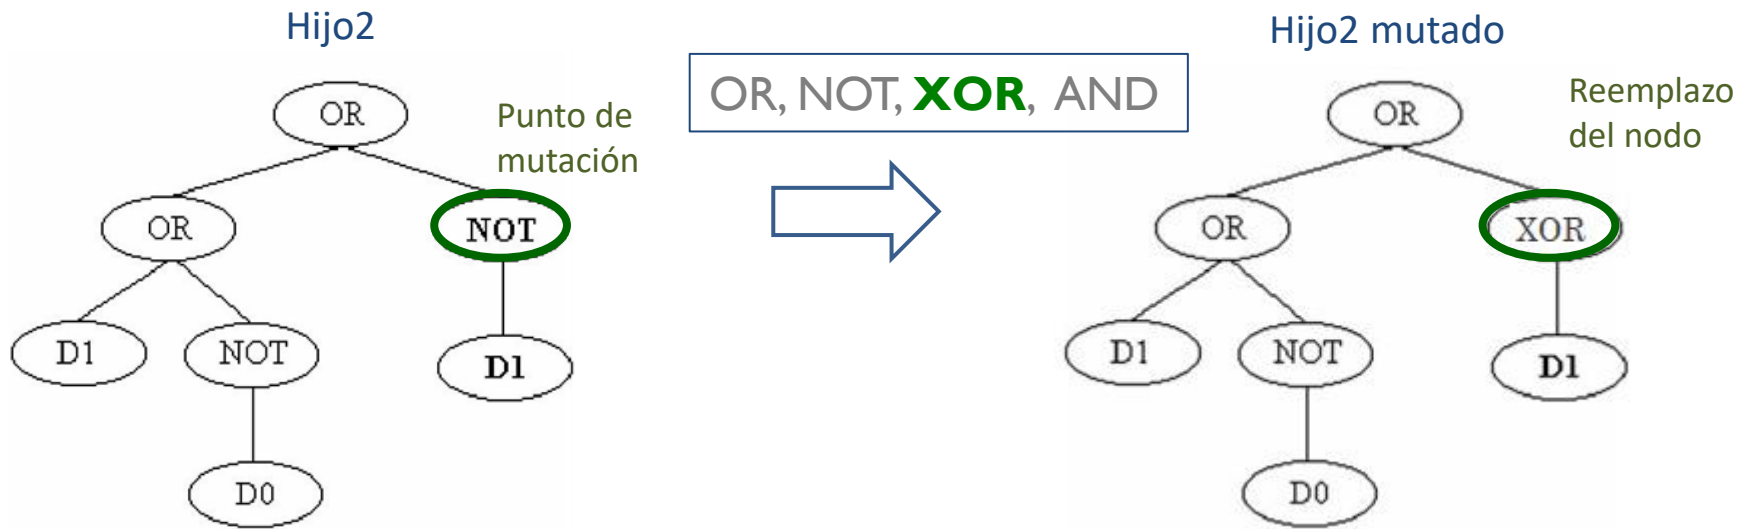 Hijo2
OR
Punto de
mutación
OR
NOT
D1
NOT
D1
D0
OR, NOT, XOR, AND
Hijo2 mutado
OR
Reemplazo
del nodo
OR
XOR
D1
NOT
D1
D0